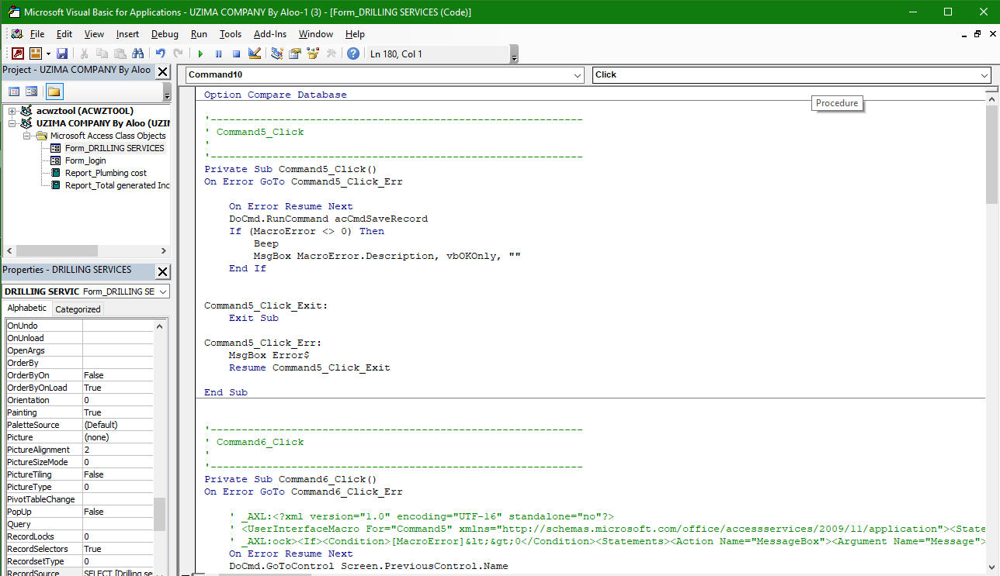 Microsoft Visual Basic for Applications - UZIMA COMPANY By Aloo-1 (3) - [Form_DRILLING SERVICES (Code)]
File Edit View Insert Debug Run Tools Add-Ins Window Help
Ln 180, Col 1
Project - UZIMA COMPANY By Aloo
acwztool (ACWZTOOL)
UZIMA COMPANY By Aloo (UZI
Microsoft Access Class Objects
Form_DRILLING SERVICES
Form_login
Report_Plumbing cost
Report_Total generated Inc
Properties - DRILLING SERVICES
DRILLING SERVIC Form_DRILLING SE
Alphabetic Categorized
OnUndo
OnUnload
OpenArgs
OrderBy
OrderByOn False
OrderByOnLoad True
Orientation 0
Painting True
PaletteSource (Default)
Picture (none)
PictureAlignment 2
PictureSizeMode 0
PictureTiling False
PictureType 0
PivotTableChange
PopUp False
Query
RecordLocks 0
RecordSelectors True
RecordsetType 0
RecordSource SELECT [Drilling se
Command10 Click
Procedure
Option Compare Database
'------------------------------------------------------------
' Command5_Click
'
'------------------------------------------------------------
Private Sub Command5_Click()
On Error GoTo Command5_Click_Err
On Error Resume Next
DoCmd.RunCommand acCmdSaveRecord
If (MacroError <> 0) Then
Beep
MsgBox MacroError.Description, vbOKOnly, ""
End If
Command5_Click_Exit:
Exit Sub
Command5_Click_Err:
MsgBox Error$
Resume Command5_Click_Exit
End Sub
'------------------------------------------------------------
' Command6_Click
'
'------------------------------------------------------------
Private Sub Command6_Click()
On Error GoTo Command6_Click_Err
' _AXL:<?xml version="1.0" encoding="UTF-16" standalone="no"?>
' <UserInterfaceMacro For="Command5" xmlns="http://schemas.microsoft.com/office/accessservices/2009/11/application"><State
' _AXL:ock><If><Condition>[MacroError]&lt;&gt;0</Condition><Statements><Action Name="MessageBox"><Argument Name="Message">
On Error Resume Next
DoCmd.GoToControl Screen.PreviousControl.Name